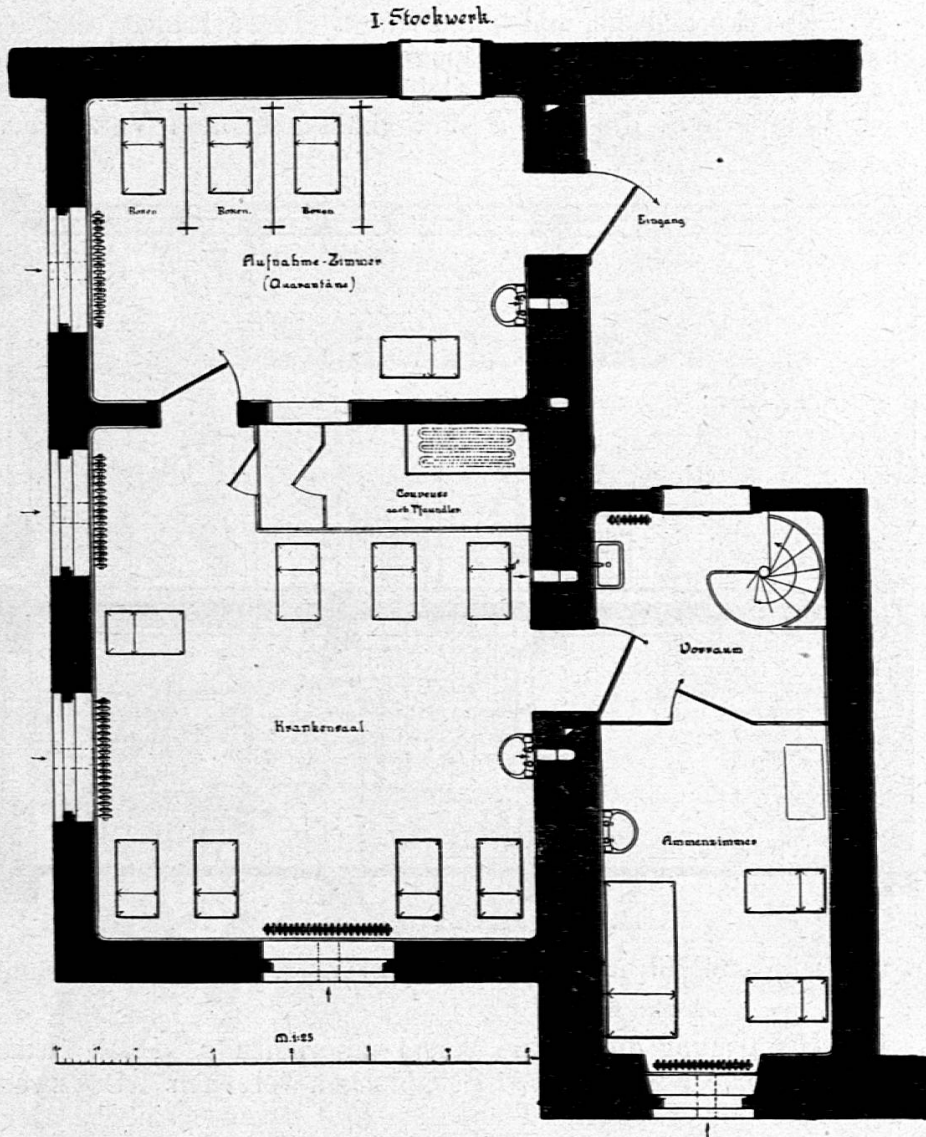 I. Stockwerk.
Boxen
Boxen.
Boxen
Eingang
Aufnahme-Zimmer
(Quarantäne)
Couveuse
nach Pfaundler
Vorraum
Krankensaal.
Ammenzimmer
M. 1:25